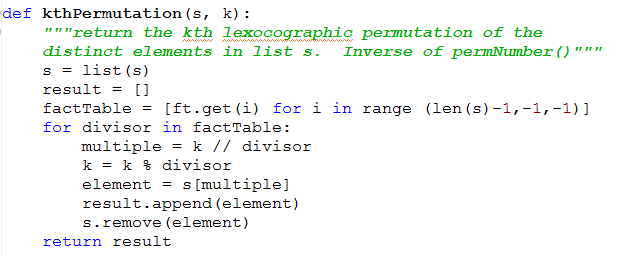 def kthPermutation(s, k):
    """return the kth lexocographic permutation of the
    distinct elements in list s.  Inverse of permNumber()"""
    s = list(s)
    result = []
    factTable = [ft.get(i) for i in range (len(s)-1,-1,-1)]
    for divisor in factTable:
        multiple = k // divisor
        k = k % divisor
        element = s[multiple]
        result.append(element)
        s.remove(element)
    return result